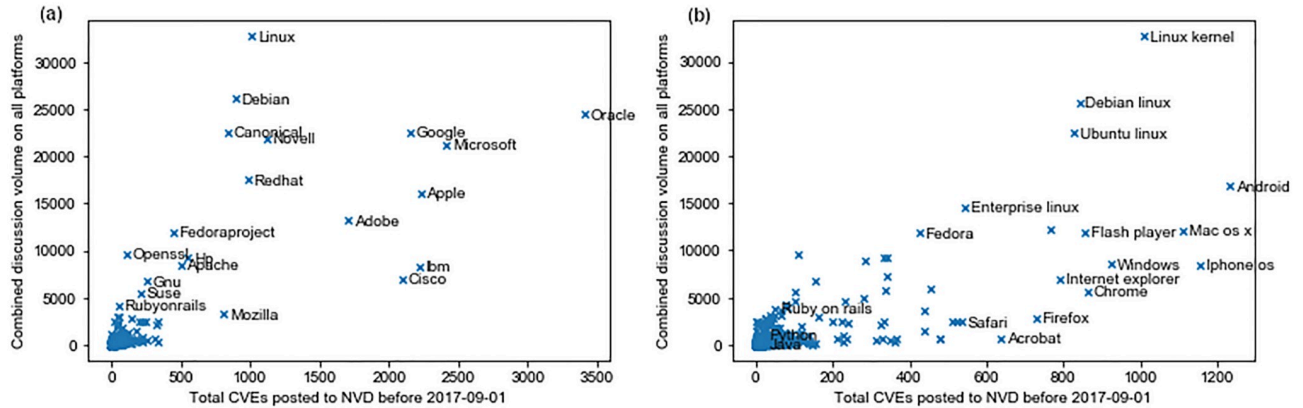 (a)
Combined discussion volume on all platforms
30000
25000
20000
15000
10000
5000
0
Linux
Debian
Oracle
Canonical
Google
Novell
Microsoft
Redhat
Apple
Adobe
Fedoraproject
Openssl
Hp
Apache
Ibm
Cisco
Gnu
Suse
Rubyonrails
Mozilla
0 500 1000 1500 2000 2500 3000 3500
Total CVEs posted to NVD before 2017-09-01
(b)
Combined discussion volume on all platforms
30000
25000
20000
15000
10000
5000
0
Linux kernel
Debian linux
Ubuntu linux
Android
Enterprise linux
Fedora
Flash player
Mac os x
Windows
Iphone os
Internet explorer
Chrome
Ruby on rails
Firefox
Safari
Python
Acrobat
Java
0 200 400 600 800 1000 1200
Total CVEs posted to NVD before 2017-09-01